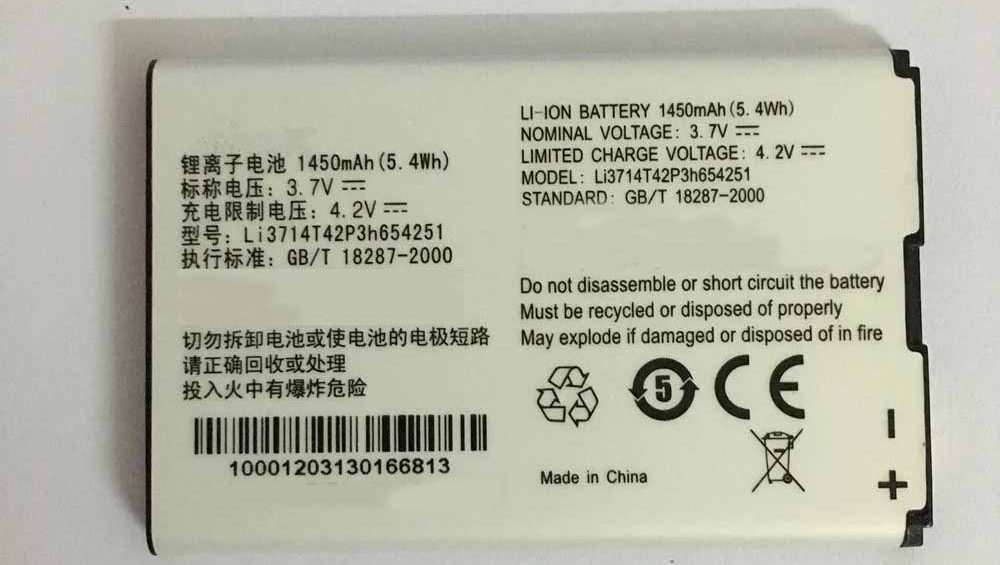 锂离子电池 1450mAh(5.4Wh)
标称电压: 3.7V
充电限制电压: 4.2V
型号: Li3714T42P3h654251
执行标准: GB/T 18287-2000
切勿拆卸电池或使电池的电极短路
请正确回收或处理
投入火中有爆炸危险
10001203130166813
LI-ION BATTERY 1450mAh(5.4Wh)
NOMINAL VOLTAGE: 3.7V
LIMITED CHARGE VOLTAGE: 4.2V
MODEL: Li3714T42P3h654251
STANDARD: GB/T 18287-2000
Do not disassemble or short circuit the battery
Must be recycled or disposed of properly
May explode if damaged or disposed of in fire
5 CE
Made in China
-
+